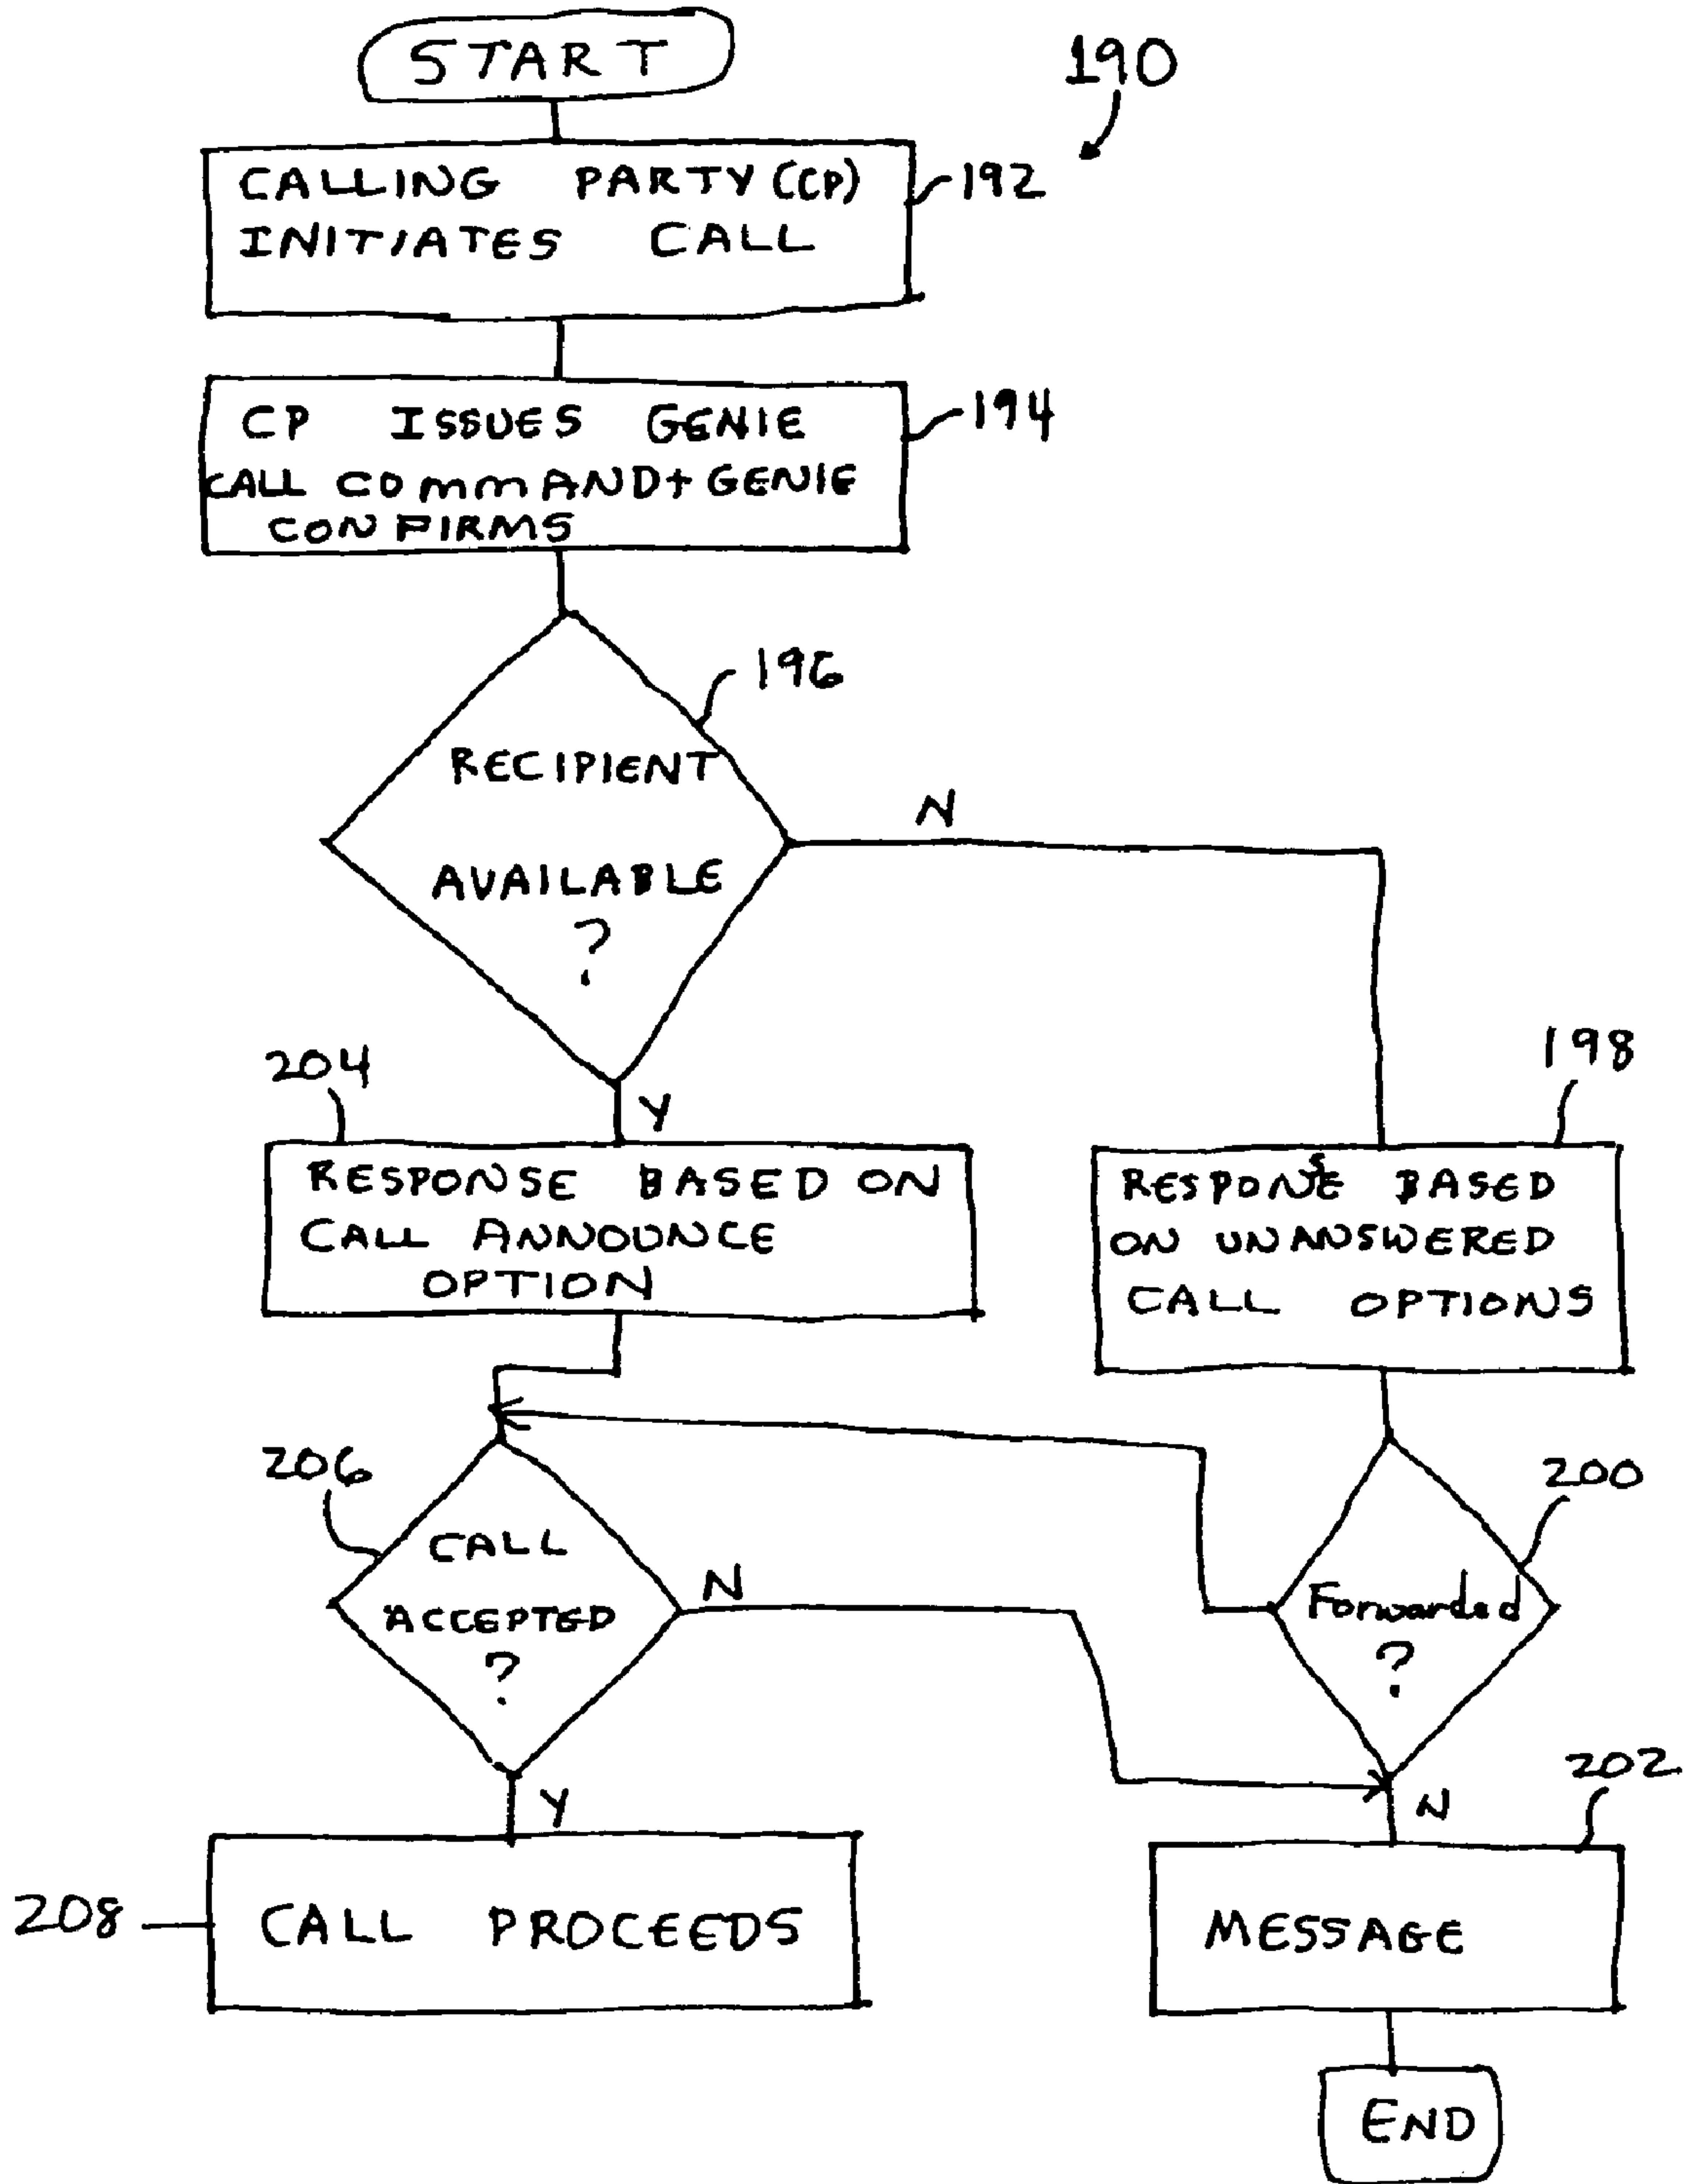 START
190
CALLING PARTY (CP)
INITIATES CALL
192
CP ISSUES GENIE
CALL COMMAND + GENIE
CONFIRMS
194
196
RECIPIENT
AVAILABLE
?
N
Y
204
RESPONSE BASED ON
CALL ANNOUNCE
OPTION
198
RESPONSE BASED
ON UNANSWERED
CALL OPTIONS
206
CALL
ACCEPTED
?
N
Y
200
Forwarded
?
N
202
208
CALL PROCEEDS
MESSAGE
END